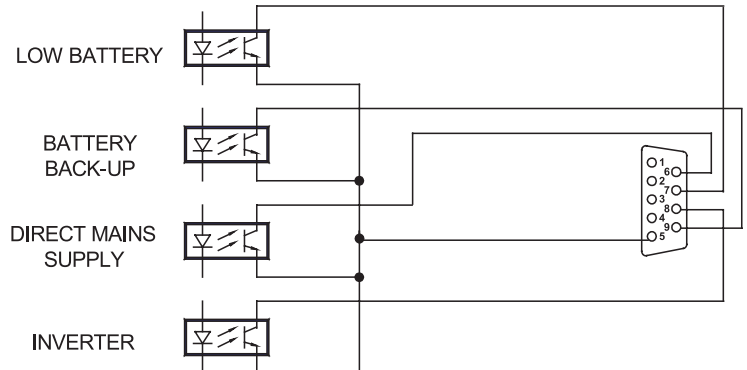 LOW BATTERY
BATTERY
BACK-UP
DIRECT MAINS
SUPPLY
INVERTER
1
6
2
7
3
8
4
9
5